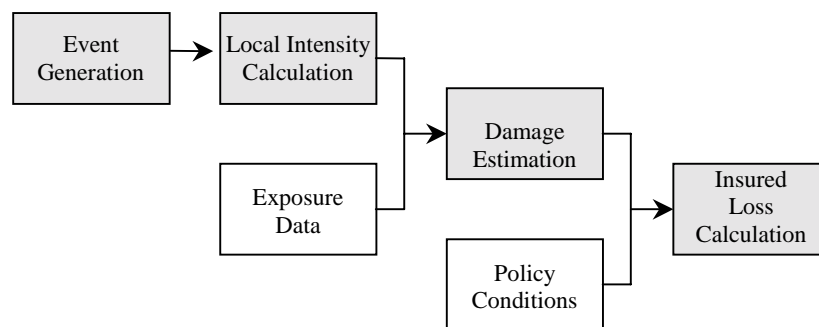 Event
Generation
Local Intensity
Calculation
Exposure
Data
Damage
Estimation
Policy
Conditions
Insured
Loss
Calculation